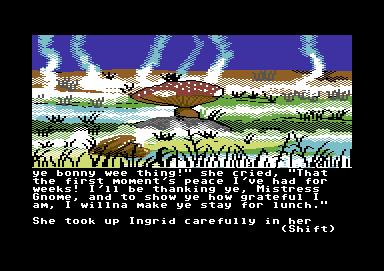 ye bonny wee thing!" she cried, "That
the first moment's peace I've had for
weeks! I'll be thanking ye, Mistress
Gnome, and to show ye how grateful I
am, I willna make ye stay for lunch."
She took up Ingrid carefully in her
(Shift)